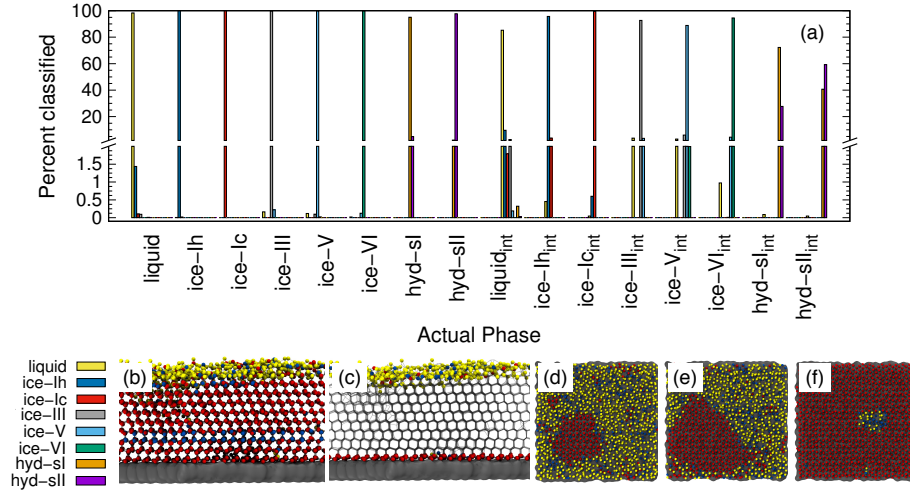 100
80
60
40
20
1.5
1
0.5
0
Percent classified
(a)
liquid
ice-Ih
ice-Ic
ice-III
ice-V
ice-VI
hyd-sI
hyd-sII
liquid_int
ice-Ih_int
ice-Ic_int
ice-III_int
ice-V_int
ice-VI_int
hyd-sI_int
hyd-sII_int
Actual Phase
liquid
ice-Ih
ice-Ic
ice-III
ice-V
ice-VI
hyd-sI
hyd-sII
(b)
(c)
(d)
(e)
(f)